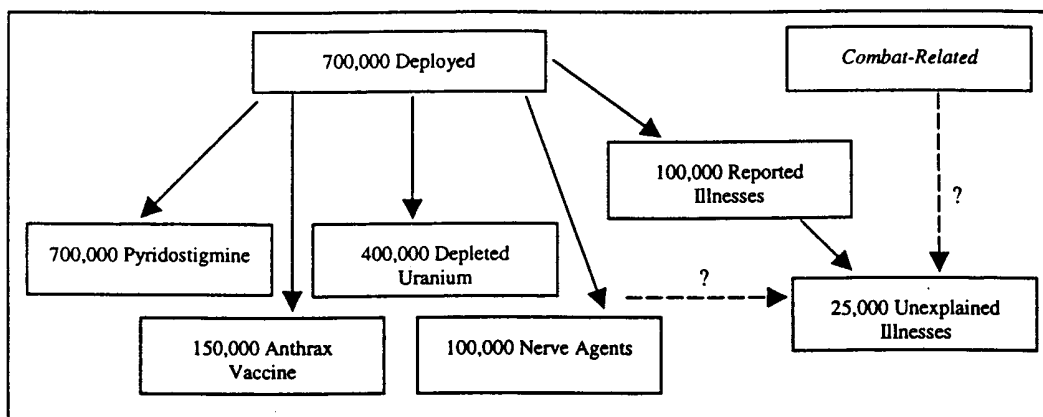 700,000 Deployed
Combat-Related
100,000 Reported
Illnesses
?
700,000 Pyridostigmine
400,000 Depleted
Uranium
?
25,000 Unexplained
Illnesses
150,000 Anthrax
Vaccine
100,000 Nerve Agents